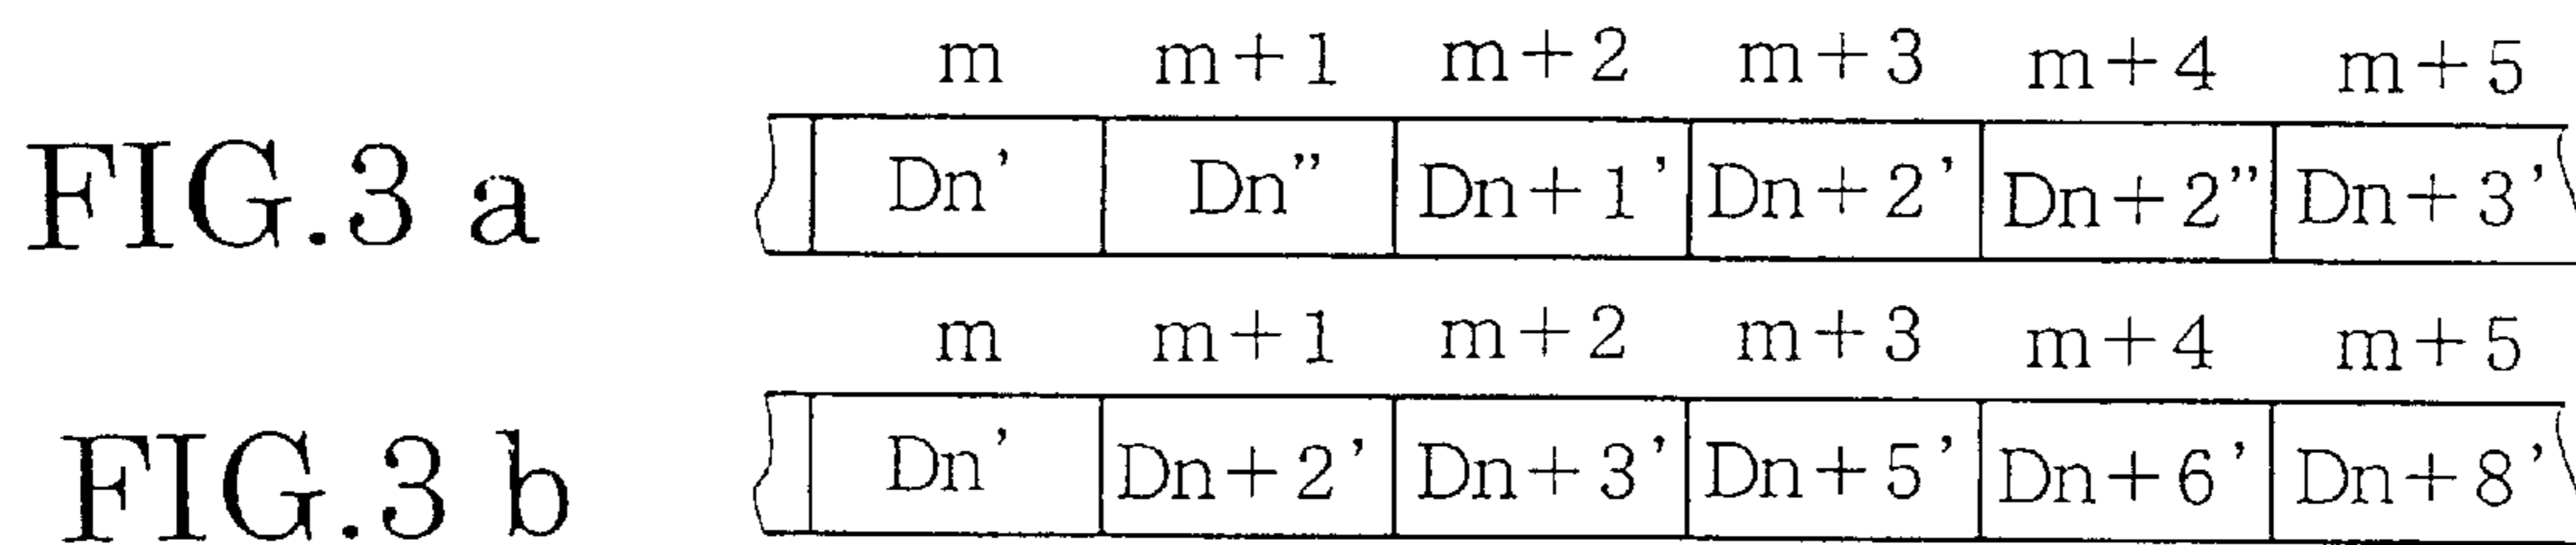 m m+1 m+2 m+3 m+4 m+5
FIG.3 a Dn’ Dn” Dn+1’ Dn+2’ Dn+2” Dn+3’
m m+1 m+2 m+3 m+4 m+5
FIG.3 b Dn’ Dn+2’ Dn+3’ Dn+5’ Dn+6’ Dn+8’